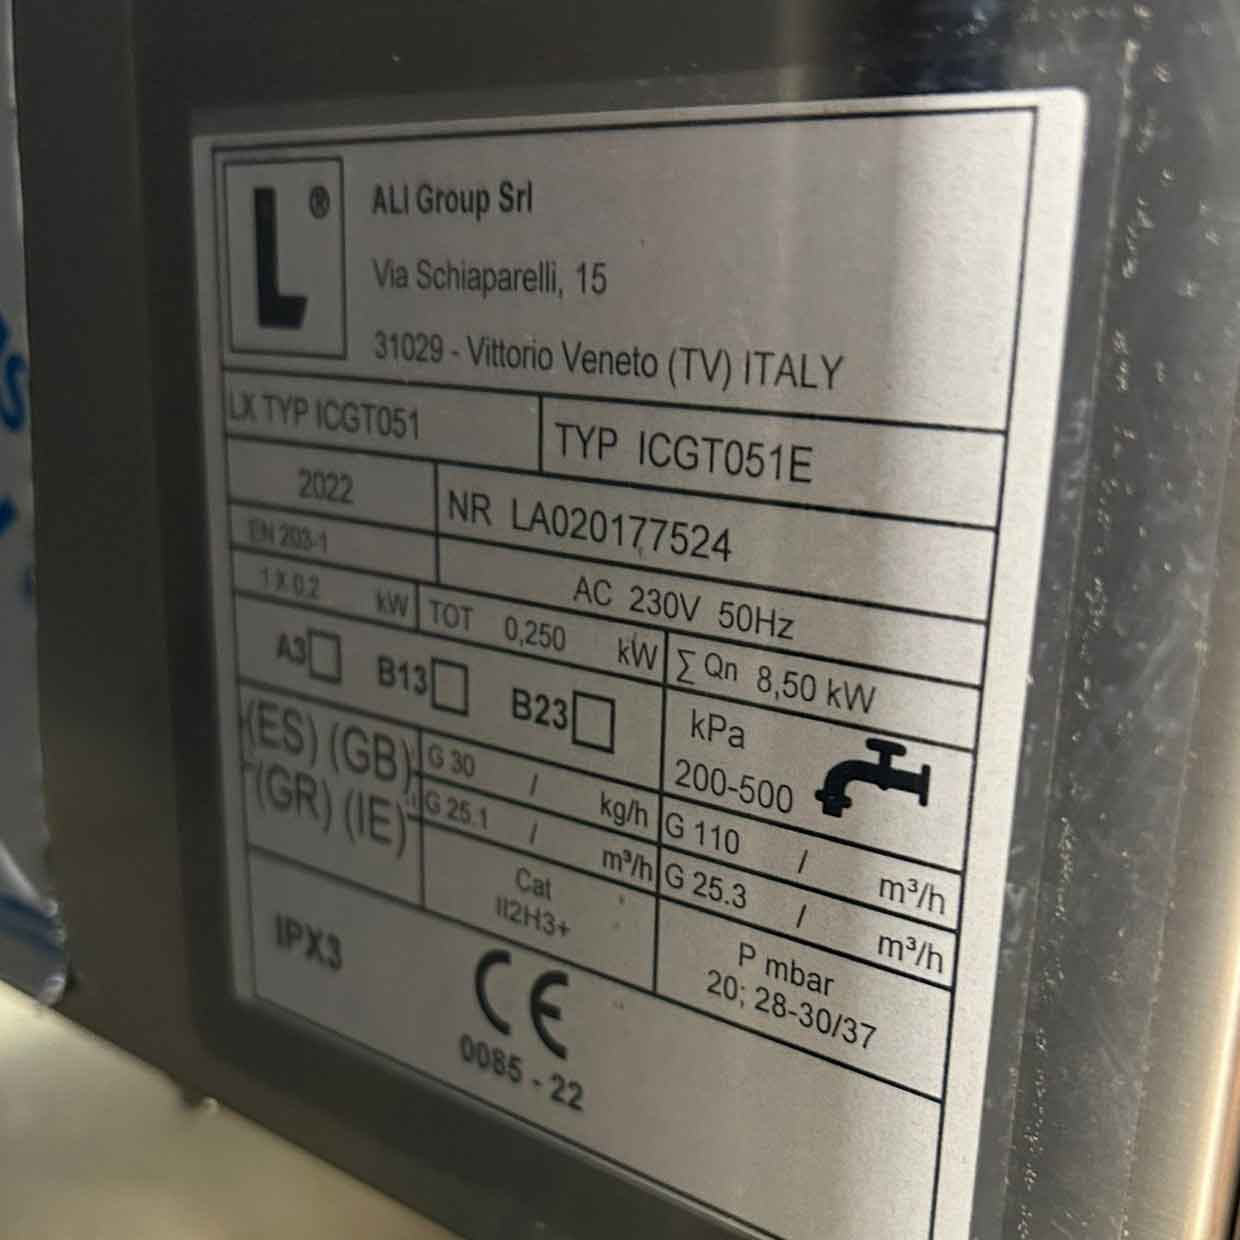 L ®
ALI Group Srl
Via Schiaparelli, 15
31029 - Vittorio Veneto (TV) ITALY
LX TYP ICGT051 TYP ICGT051E
2022 NR LA020177524
EN 203-1 AC 230V 50Hz
1 X 0.2 kW TOT 0,250 kW ∑ Qn 8,50 kW
A3 B13 B23
kPa
200-500
(ES) (GB)
(GR) (IE)
G 30 / kg/h G 110 / m³/h
G 25.1 / m³/h G 25.3 / m³/h
Cat
II2H3+
P mbar
20; 28-30/37
IPX3
CE
0085 - 22